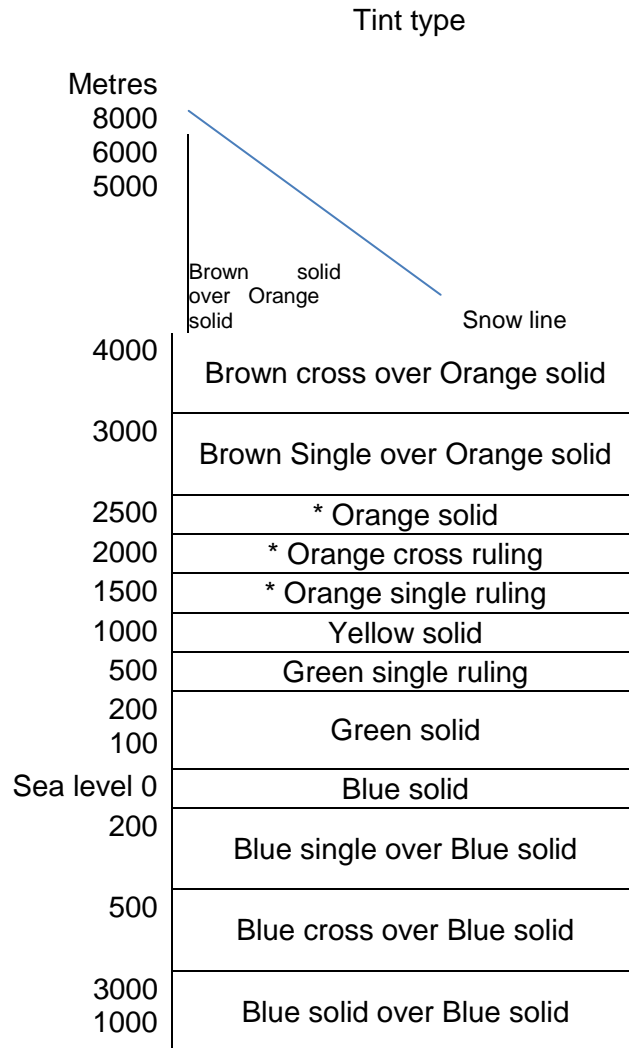 Tint type
Metres
8000
6000
5000
Brown solid
over Orange
solid
Snow line
4000
Brown cross over Orange solid
3000
Brown Single over Orange solid
2500 * Orange solid
2000 * Orange cross ruling
1500 * Orange single ruling
1000 Yellow solid
500 Green single ruling
200
100
Green solid
Sea level 0 Blue solid
200
Blue single over Blue solid
500
Blue cross over Blue solid
3000
1000
Blue solid over Blue solid